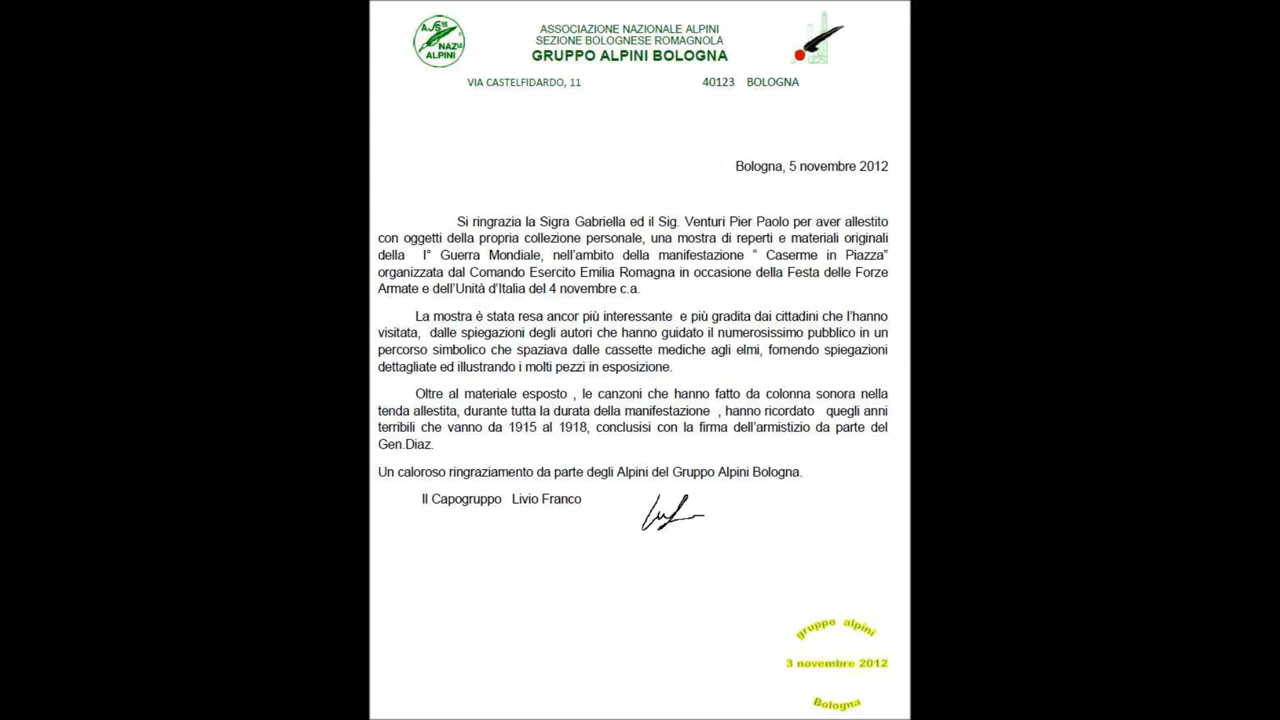 ASSNE
NAZLE
ALPINI
ASSOCIAZIONE NAZIONALE ALPINI
SEZIONE BOLOGNESE ROMAGNOLA
GRUPPO ALPINI BOLOGNA
VIA CASTELFIDARDO, 11 40123 BOLOGNA
Bologna, 5 novembre 2012
Si ringrazia la Sigra Gabriella ed il Sig. Venturi Pier Paolo per aver allestito
con oggetti della propria collezione personale, una mostra di reperti e materiali originali
della I° Guerra Mondiale, nell'ambito della manifestazione “ Caserme in Piazza”
organizzata dal Comando Esercito Emilia Romagna in occasione della Festa delle Forze
Armate e dell'Unità d'Italia del 4 novembre c.a.
La mostra è stata resa ancor più interessante e più gradita dai cittadini che l'hanno
visitata, dalle spiegazioni degli autori che hanno guidato il numerosissimo pubblico in un
percorso simbolico che spaziava dalle cassette mediche agli elmi, fornendo spiegazioni
dettagliate ed illustrando i molti pezzi in esposizione.
Oltre al materiale esposto , le canzoni che hanno fatto da colonna sonora nella
tenda allestita, durante tutta la durata della manifestazione , hanno ricordato quegli anni
terribili che vanno da 1915 al 1918, conclusisi con la firma dell'armistizio da parte del
Gen.Diaz.
Un caloroso ringraziamento da parte degli Alpini del Gruppo Alpini Bologna.
Il Capogruppo Livio Franco
gruppo alpini
3 novembre 2012
Bologna